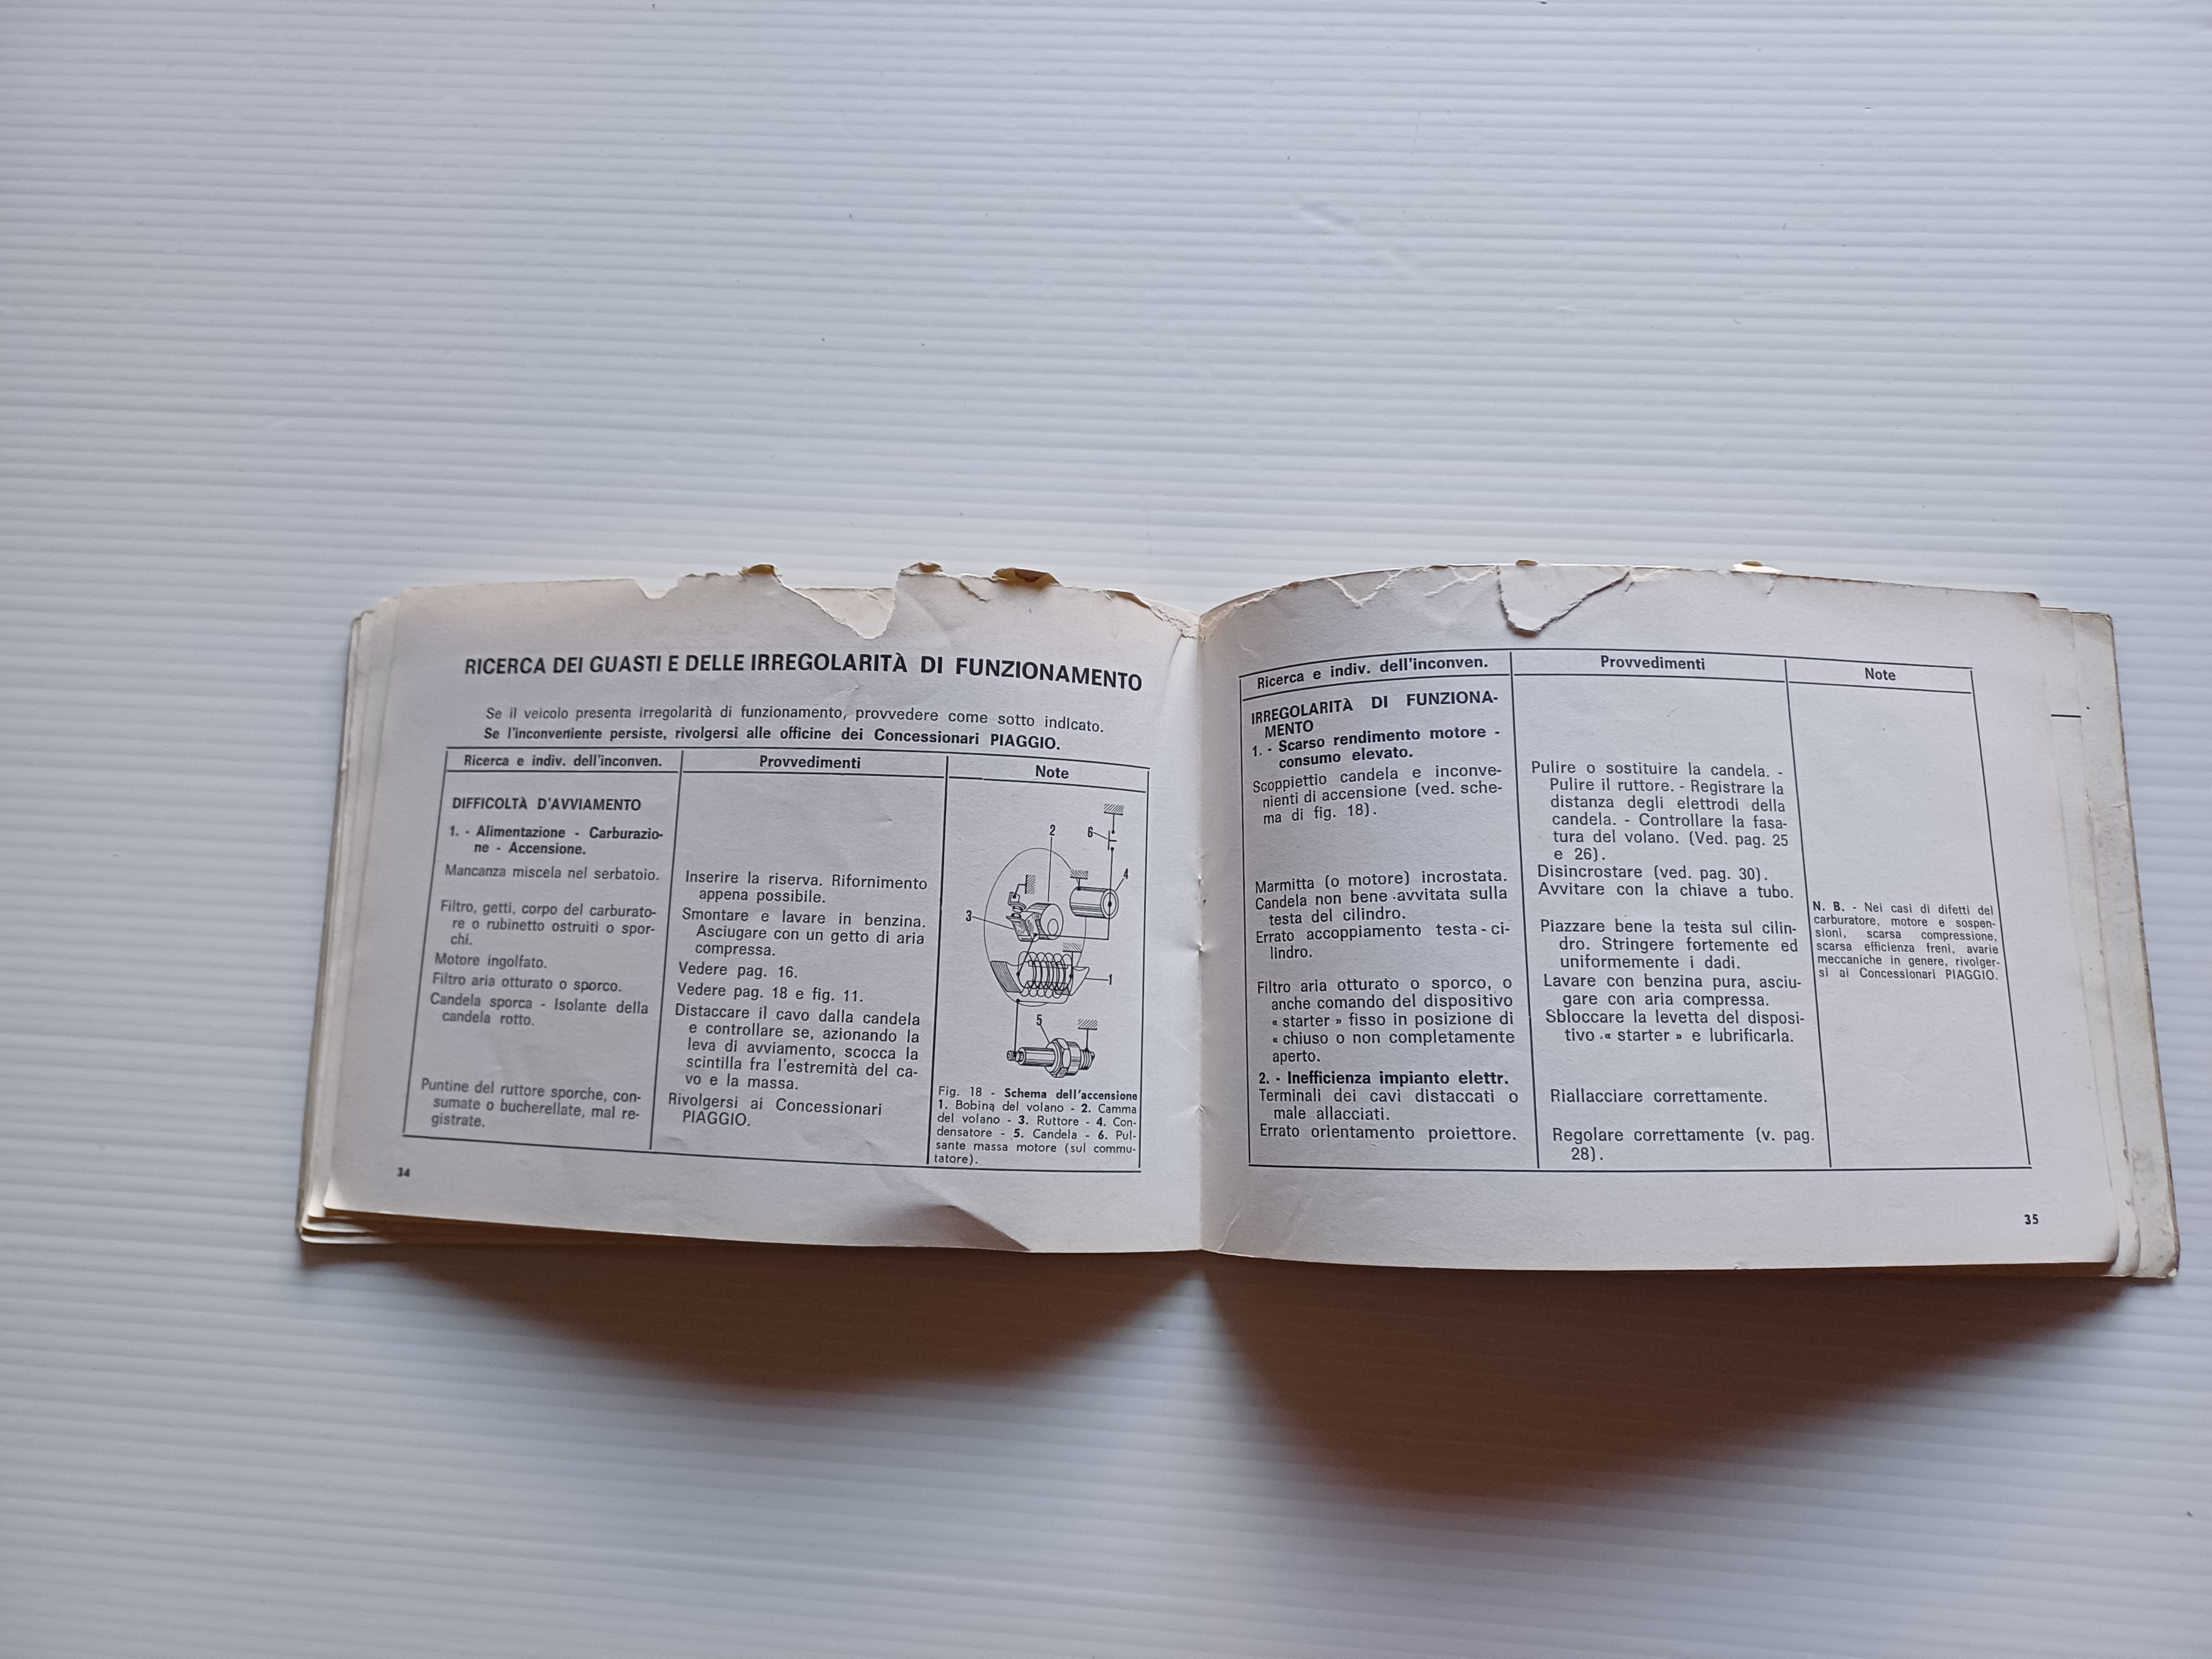 RICERCA DEI GUASTI E DELLE IRREGOLARITÀ DI FUNZIONAMENTO
Se il veicolo presenta irregolarità di funzionamento, provvedere come sotto indicato.
Se l'inconveniente persiste, rivolgersi alle officine dei Concessionari PIAGGIO.
Ricerca e indiv. dell'inconven.
DIFFICOLTÀ D'AVVIAMENTO
1. - Alimentazione - Carburazio-
ne - Accensione.
Mancanza miscela nel serbatoio.
Filtro, getti, corpo del carburato-
re o rubinetto ostruiti o spor-
chi.
Motore ingolfato.
Filtro aria otturato o sporco.
Candela sporca - Isolante della
candela rotto.
Puntine del ruttore sporche, con-
sumate o bucherellate, mal re-
gistrate.
Provvedimenti
Inserire la riserva. Rifornimento
appena possibile.
Smontare e lavare in benzina.
Asciugare con un getto di aria
compressa.
Vedere pag. 16.
Vedere pag. 18 e fig. 11.
Distaccare il cavo dalla candela
e controllare se, azionando la
leva di avviamento, scocca la
scintilla fra l'estremità del ca-
vo e la massa.
Rivolgersi ai Concessionari
PIAGGIO.
Note
2
6
4
3
1
5
Fig. 18 - Schema dell'accensione
1. Bobina del volano - 2. Camma
del volano - 3. Ruttore - 4. Con-
densatore - 5. Candela - 6. Pul-
sante massa motore (sul commu-
tatore).
34
Ricerca e indiv. dell'inconven.
IRREGOLARITÀ DI FUNZIONA-
MENTO
1. - Scarso rendimento motore -
consumo elevato.
Scoppiettio candela e inconve-
nienti di accensione (ved. sche-
ma di fig. 18).
Marmitta (o motore) incrostata.
Candela non bene avvitata sulla
testa del cilindro.
Errato accoppiamento testa-ci-
lindro.
Filtro aria otturato o sporco, o
anche comando del dispositivo
« starter » fisso in posizione di
« chiuso o non completamente
aperto.
2. - Inefficienza impianto elettr.
Terminali dei cavi distaccati o
male allacciati.
Errato orientamento proiettore.
Provvedimenti
Pulire o sostituire la candela. -
Pulire il ruttore. - Registrare la
distanza degli elettrodi della
candela. - Controllare la fasa-
tura del volano. (Ved. pag. 25
e 26).
Disincrostare (ved. pag. 30).
Avvitare con la chiave a tubo.
Piazzare bene la testa sul cilin-
dro. Stringere fortemente ed
uniformemente i dadi.
Lavare con benzina pura, asciu-
gare con aria compressa.
Sbloccare la levetta del disposi-
tivo « starter » e lubrificarla.
Riallacciare correttamente.
Regolare correttamente (v. pag.
28).
Note
N. B. - Nei casi di difetti del
carburatore, motore e sospen-
sioni, scarsa compressione,
scarsa efficienza freni, avarie
meccaniche in genere, rivolger-
si ai Concessionari PIAGGIO.
35